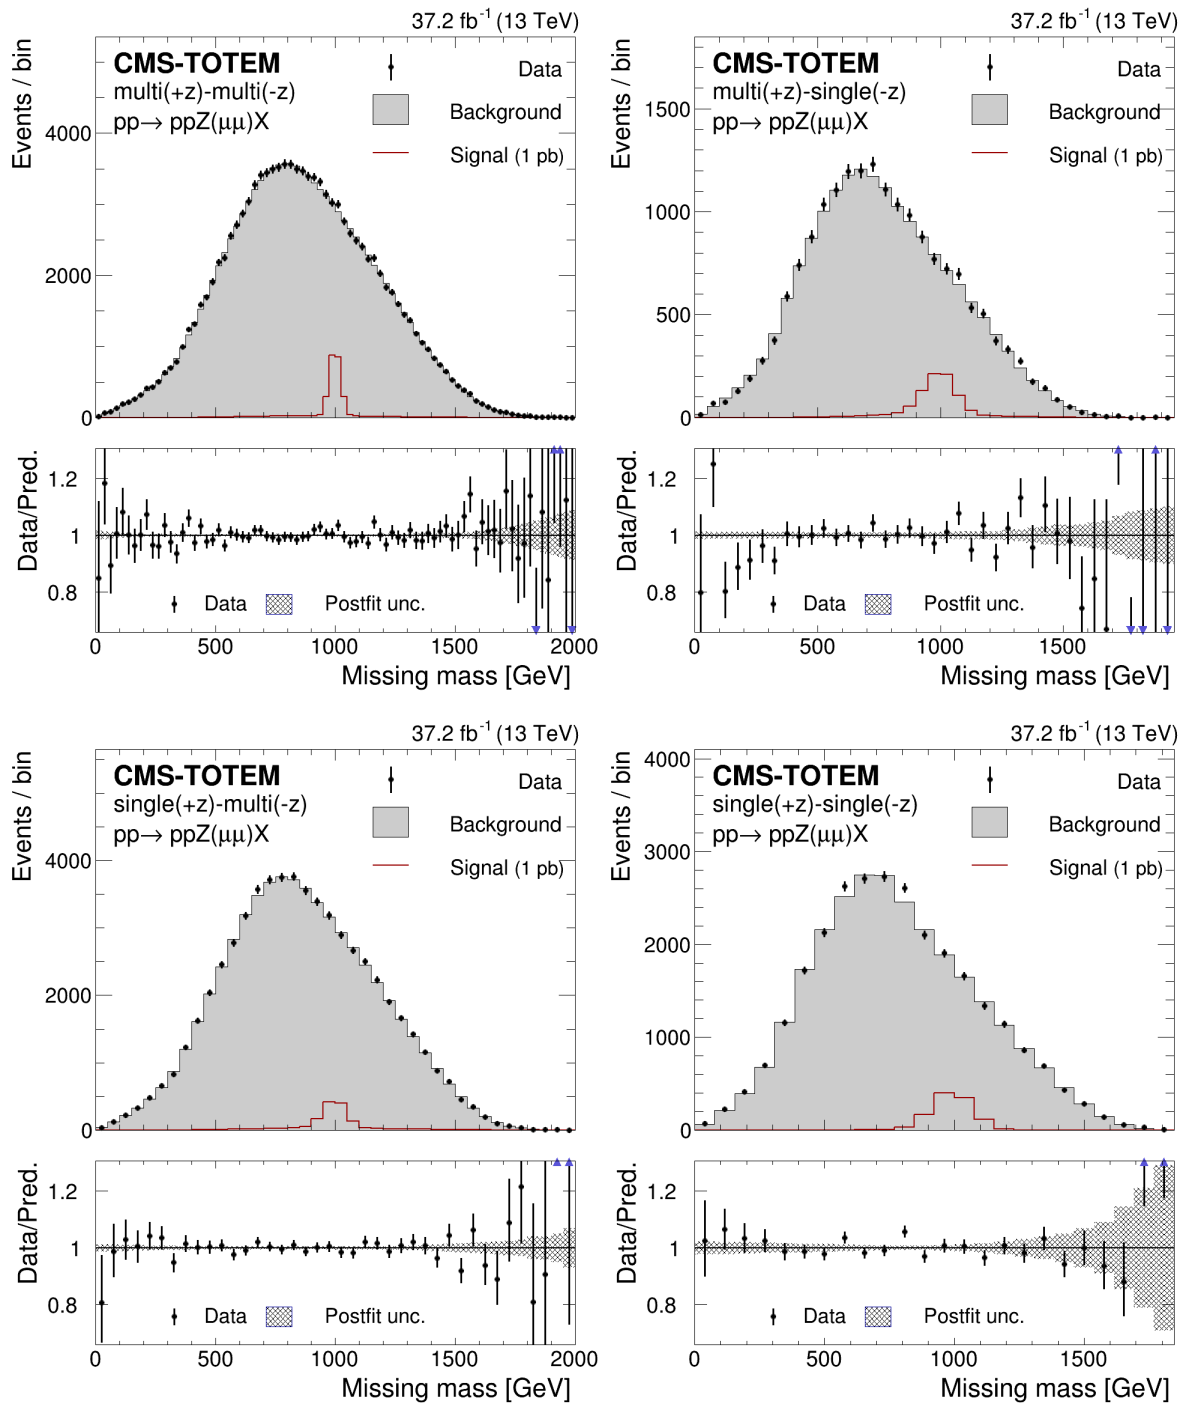 37.2 fb⁻¹ (13 TeV)
Events / bin
CMS-TOTEM
multi(+z)-multi(-z)
pp→ ppZ(μμ)X
Data
Background
Signal (1 pb)
4000
2000
0
Data/Pred.
1.2
1
0.8
Data
Postfit unc.
0
500
1000
1500
2000
Missing mass [GeV]
37.2 fb⁻¹ (13 TeV)
Events / bin
CMS-TOTEM
multi(+z)-single(-z)
pp→ ppZ(μμ)X
Data
Background
Signal (1 pb)
1500
1000
500
0
Data/Pred.
1.2
1
0.8
Data
Postfit unc.
0
500
1000
1500
Missing mass [GeV]
37.2 fb⁻¹ (13 TeV)
Events / bin
CMS-TOTEM
single(+z)-multi(-z)
pp→ ppZ(μμ)X
Data
Background
Signal (1 pb)
4000
2000
0
Data/Pred.
1.2
1
0.8
Data
Postfit unc.
0
500
1000
1500
2000
Missing mass [GeV]
37.2 fb⁻¹ (13 TeV)
Events / bin
CMS-TOTEM
single(+z)-single(-z)
pp→ ppZ(μμ)X
Data
Background
Signal (1 pb)
4000
3000
2000
1000
0
Data/Pred.
1.2
1
0.8
Data
Postfit unc.
0
500
1000
1500
Missing mass [GeV]